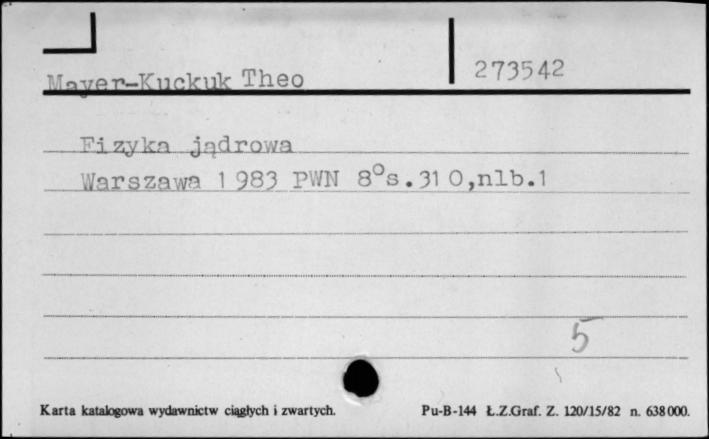 Mayer-Kuckuk Theo
273542
Fizyka jądrowa
Warszawa 1983 PWN 8°s.310,nlb.1
5
Karta katalogowa wydawnictw ciągłych i zwartych.
Pu-B-144 Ł.Z.Graf. Z. 120/15/82 n. 638000.